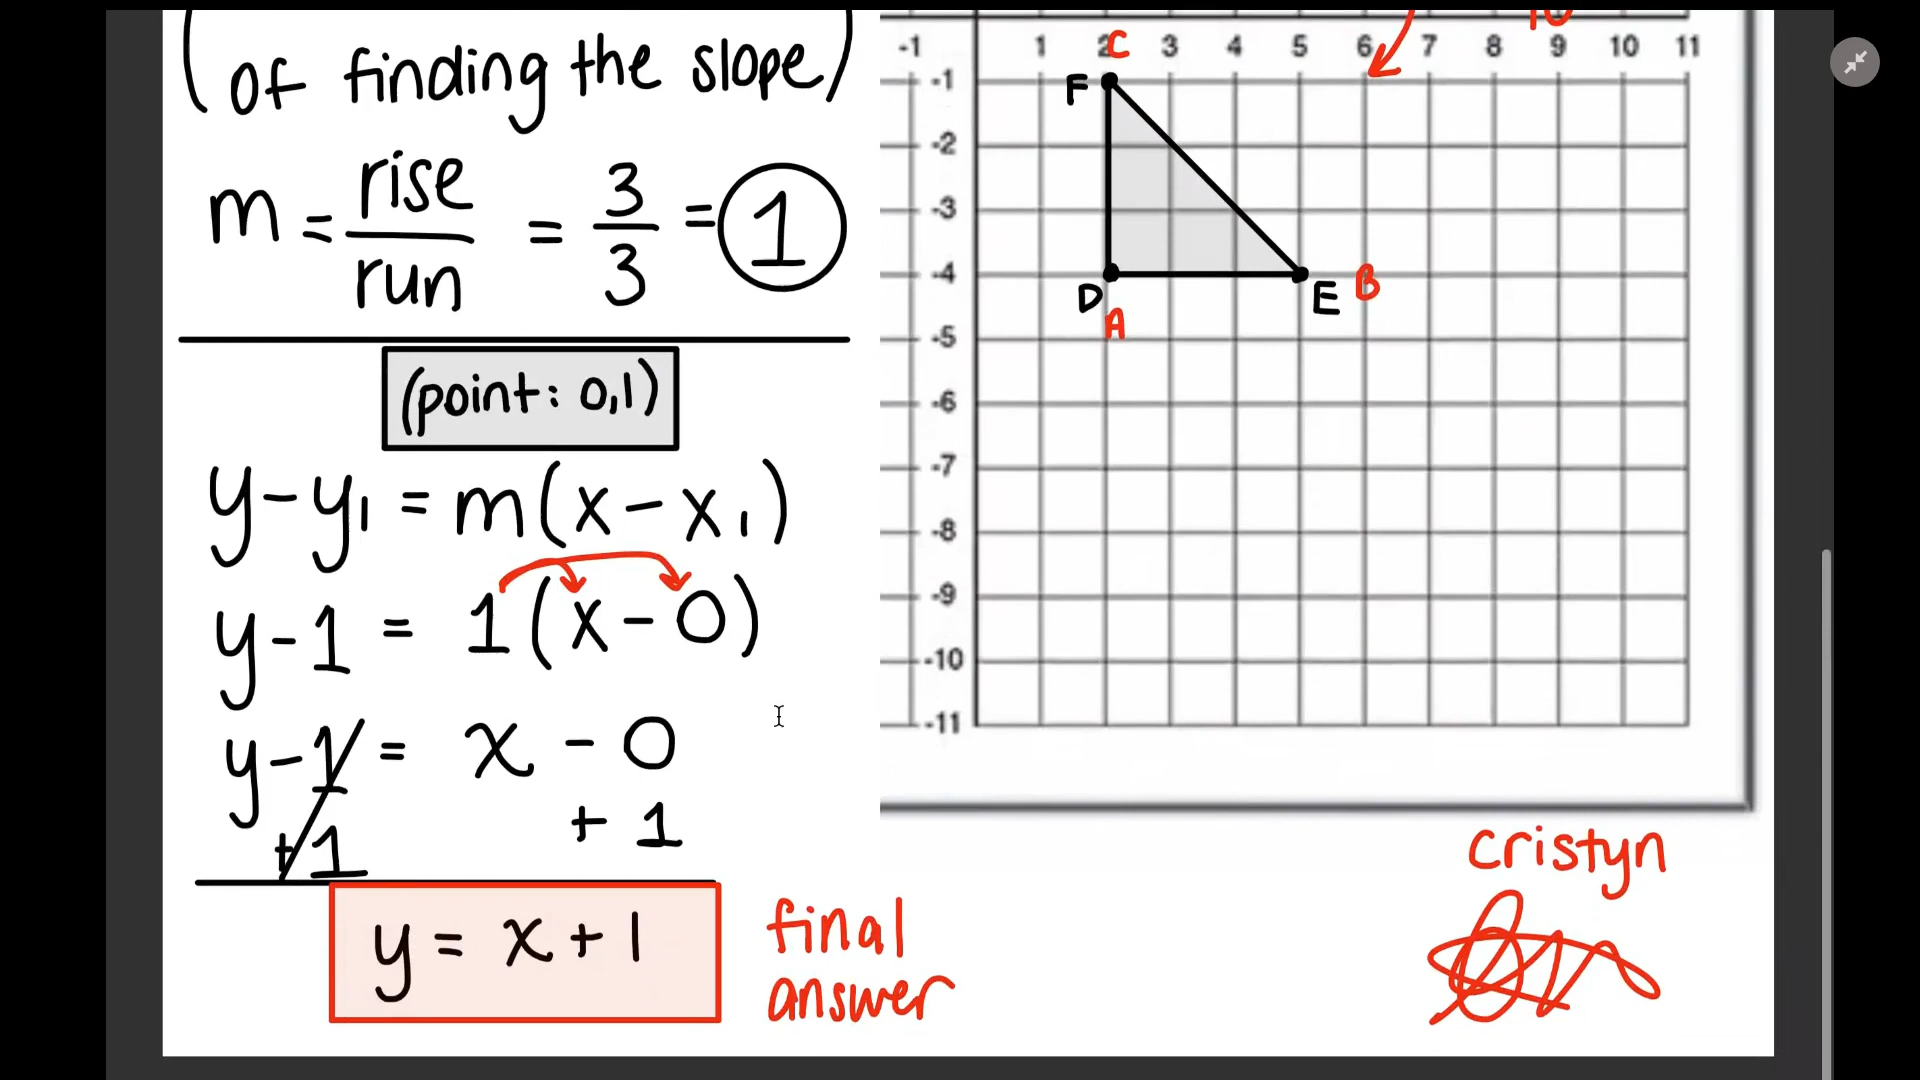 (of finding the slope)
m = rise/run = 3/3 = 1
(point: 0,1)
y - y₁ = m(x - x₁)
y - 1 = 1(x - 0)
y - 1 = x - 0
+ 1 + 1
y = x + 1
final
answer
-1 1 2 3 4 5 6 7 8 9 10 11
C
F
-1
-2
-3
-4
D E B
A
-5
-6
-7
-8
-9
-10
-11
cristyn